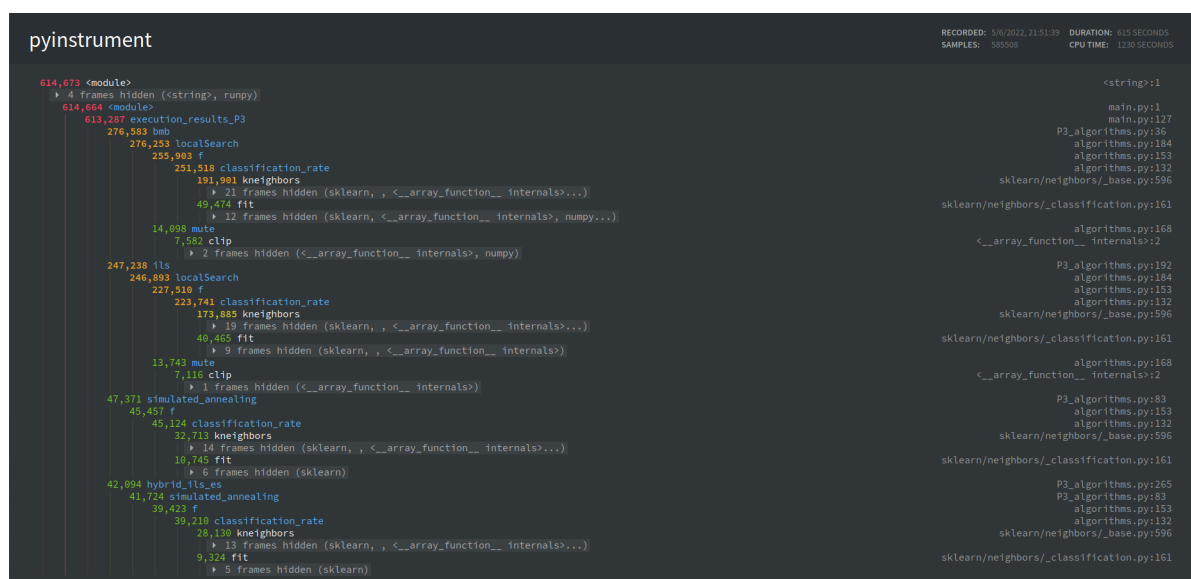 pyinstrument
RECORDED: 5/6/2022, 21:51:39 DURATION: 615 SECONDS
SAMPLES: 585508 CPU TIME: 1230 SECONDS
614,673 <module> <string>:1
▸ 4 frames hidden (<string>, runpy)
614,664 <module> main.py:1
613,287 execution_results_P3 main.py:127
276,583 bmb P3_algorithms.py:36
276,253 localSearch algorithms.py:184
255,903 f algorithms.py:153
251,518 classification_rate algorithms.py:132
191,901 kneighbors sklearn/neighbors/_base.py:596
▸ 21 frames hidden (sklearn, , <__array_function__ internals>...)
49,474 fit sklearn/neighbors/_classification.py:161
▸ 12 frames hidden (sklearn, <__array_function__ internals>, numpy...)
14,098 mute algorithms.py:168
7,582 clip <__array_function__ internals>:2
▸ 2 frames hidden (<__array_function__ internals>, numpy)
247,238 ils P3_algorithms.py:192
246,893 localSearch algorithms.py:184
227,510 f algorithms.py:153
223,741 classification_rate algorithms.py:132
173,885 kneighbors sklearn/neighbors/_base.py:596
▸ 19 frames hidden (sklearn, , <__array_function__ internals>...)
40,465 fit sklearn/neighbors/_classification.py:161
▸ 9 frames hidden (sklearn, , <__array_function__ internals>)
13,743 mute algorithms.py:168
7,116 clip <__array_function__ internals>:2
▸ 1 frames hidden (<__array_function__ internals>)
47,371 simulated_annealing P3_algorithms.py:83
45,457 f algorithms.py:153
45,124 classification_rate algorithms.py:132
32,713 kneighbors sklearn/neighbors/_base.py:596
▸ 14 frames hidden (sklearn, , <__array_function__ internals>...)
10,745 fit sklearn/neighbors/_classification.py:161
▸ 6 frames hidden (sklearn)
42,094 hybrid_ils_es P3_algorithms.py:265
41,724 simulated_annealing P3_algorithms.py:83
39,423 f algorithms.py:153
39,210 classification_rate algorithms.py:132
28,130 kneighbors sklearn/neighbors/_base.py:596
▸ 13 frames hidden (sklearn, , <__array_function__ internals>...)
9,324 fit sklearn/neighbors/_classification.py:161
▸ 5 frames hidden (sklearn)